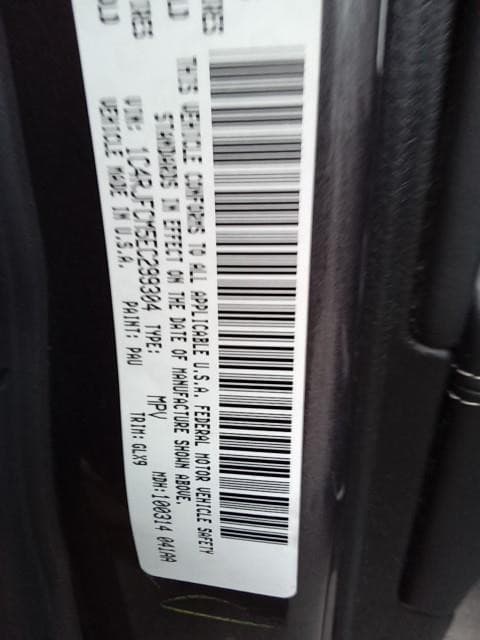 THIS VEHICLE CONFORMS TO ALL APPLICABLE U.S.A. FEDERAL MOTOR VEHICLE SAFETY
STANDARDS IN EFFECT ON THE DATE OF MANUFACTURE SHOWN ABOVE.
VIN: 1C4RJFCM5EC299304 TYPE: MPV MDH:100314 041AA
VEHICLE MADE IN U.S.A. PAINT: PAU TRIM: GLX9